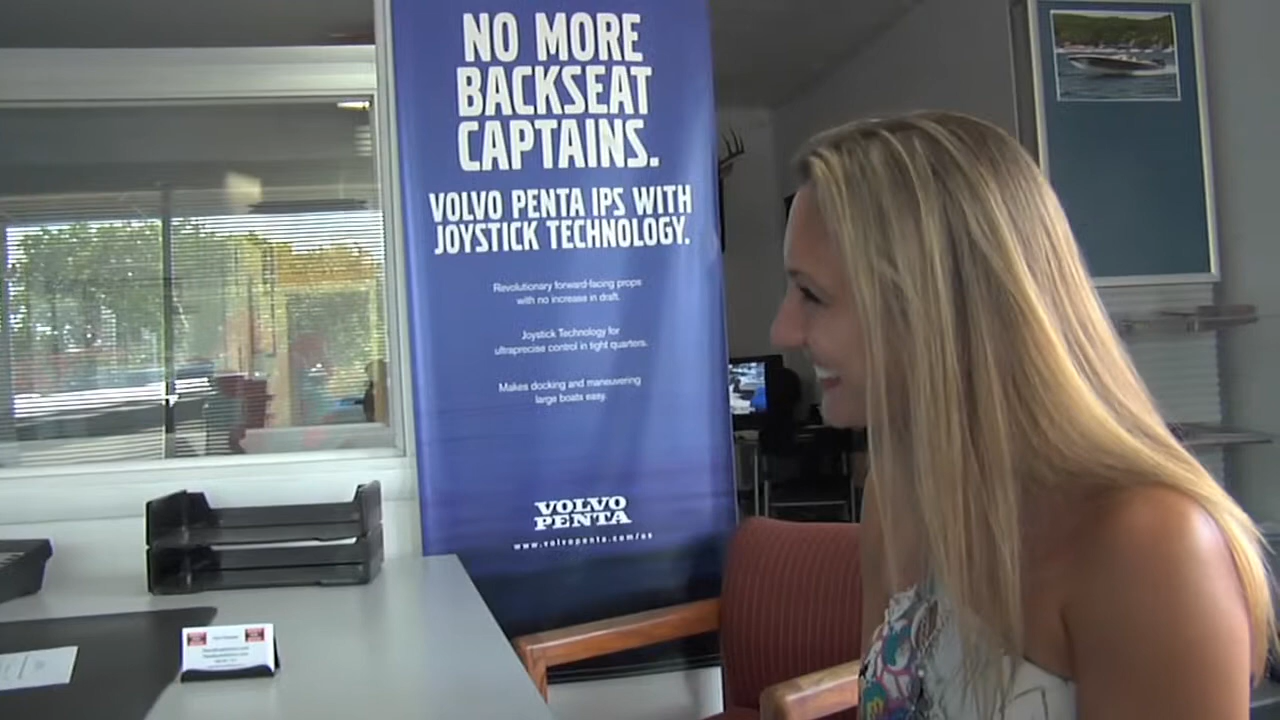 NO MORE
BACKSEAT
CAPTAINS.
VOLVO PENTA IPS WITH
JOYSTICK TECHNOLOGY.
Revolutionary forward-facing props
with no increase in draft.
Joystick Technology for
ultraprecise control in tight quarters.
Makes docking and maneuvering
large boats easy.
VOLVO
PENTA
www.volvopenta.com/us